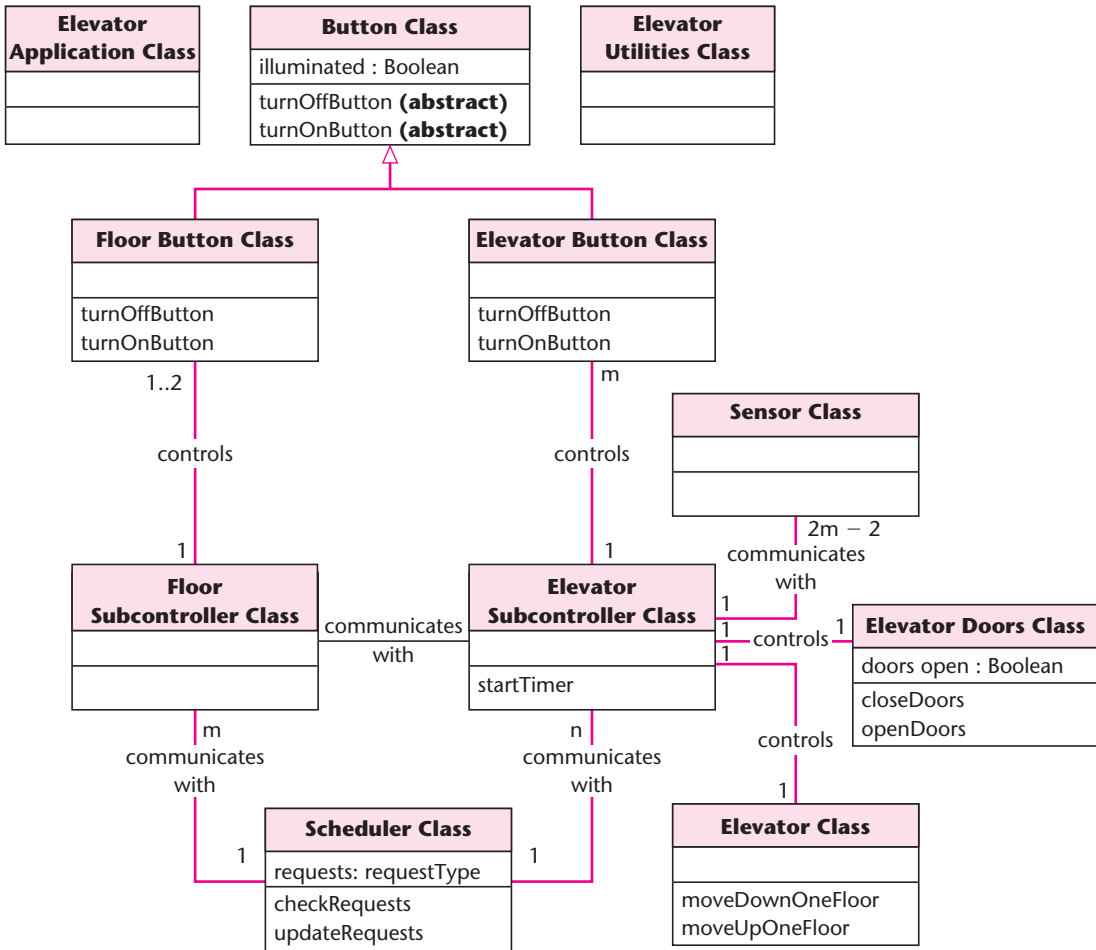 Elevator
Application Class
Button Class
illuminated : Boolean
turnOffButton (abstract)
turnOnButton (abstract)
Elevator
Utilities Class
Floor Button Class
turnOffButton
turnOnButton
Elevator Button Class
turnOffButton
turnOnButton
1..2
m
controls
controls
Sensor Class
2m − 2
communicates
with
1
1
Floor
Subcontroller Class
communicates
with
Elevator
Subcontroller Class
startTimer
1
1
controls
1
1
Elevator Doors Class
doors open : Boolean
closeDoors
openDoors
controls
1
m
communicates
with
n
communicates
with
1
1
Scheduler Class
requests: requestType
checkRequests
updateRequests
Elevator Class
moveDownOneFloor
moveUpOneFloor